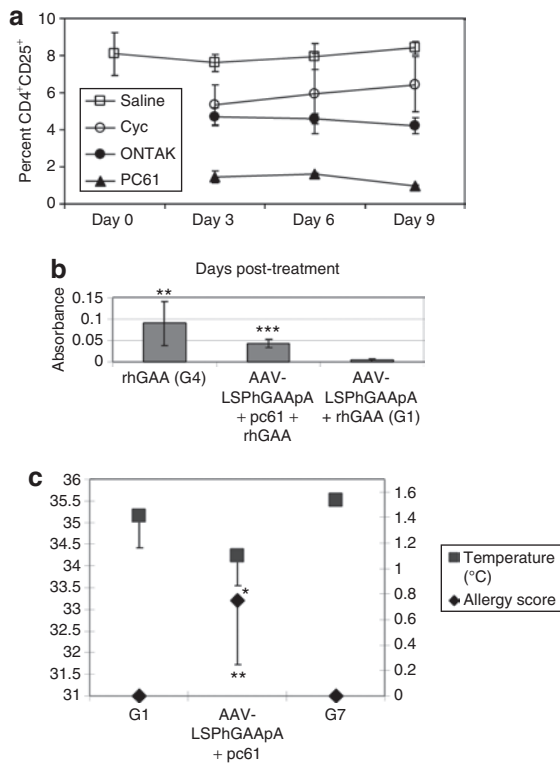 a
10
8
6
4
2
0
Percent CD4+CD25+
Saline
Cyc
ONTAK
PC61
Day 0
Day 3
Day 6
Day 9
Days post-treatment
b
Absorbance
0.15
0.1
0.05
0
**
***
rhGAA (G4)
AAV-
LSPhGAApA
+ pc61 +
rhGAA
AAV-
LSPhGAApA
+ rhGAA (G1)
c
36
35.5
35
34.5
34
33.5
33
32.5
32
31.5
31
1.6
1.4
1.2
1
0.8
0.6
0.4
0.2
0
*
**
G1
AAV-
LSPhGAApA
+ pc61
G7
Temperature
(°C)
Allergy score